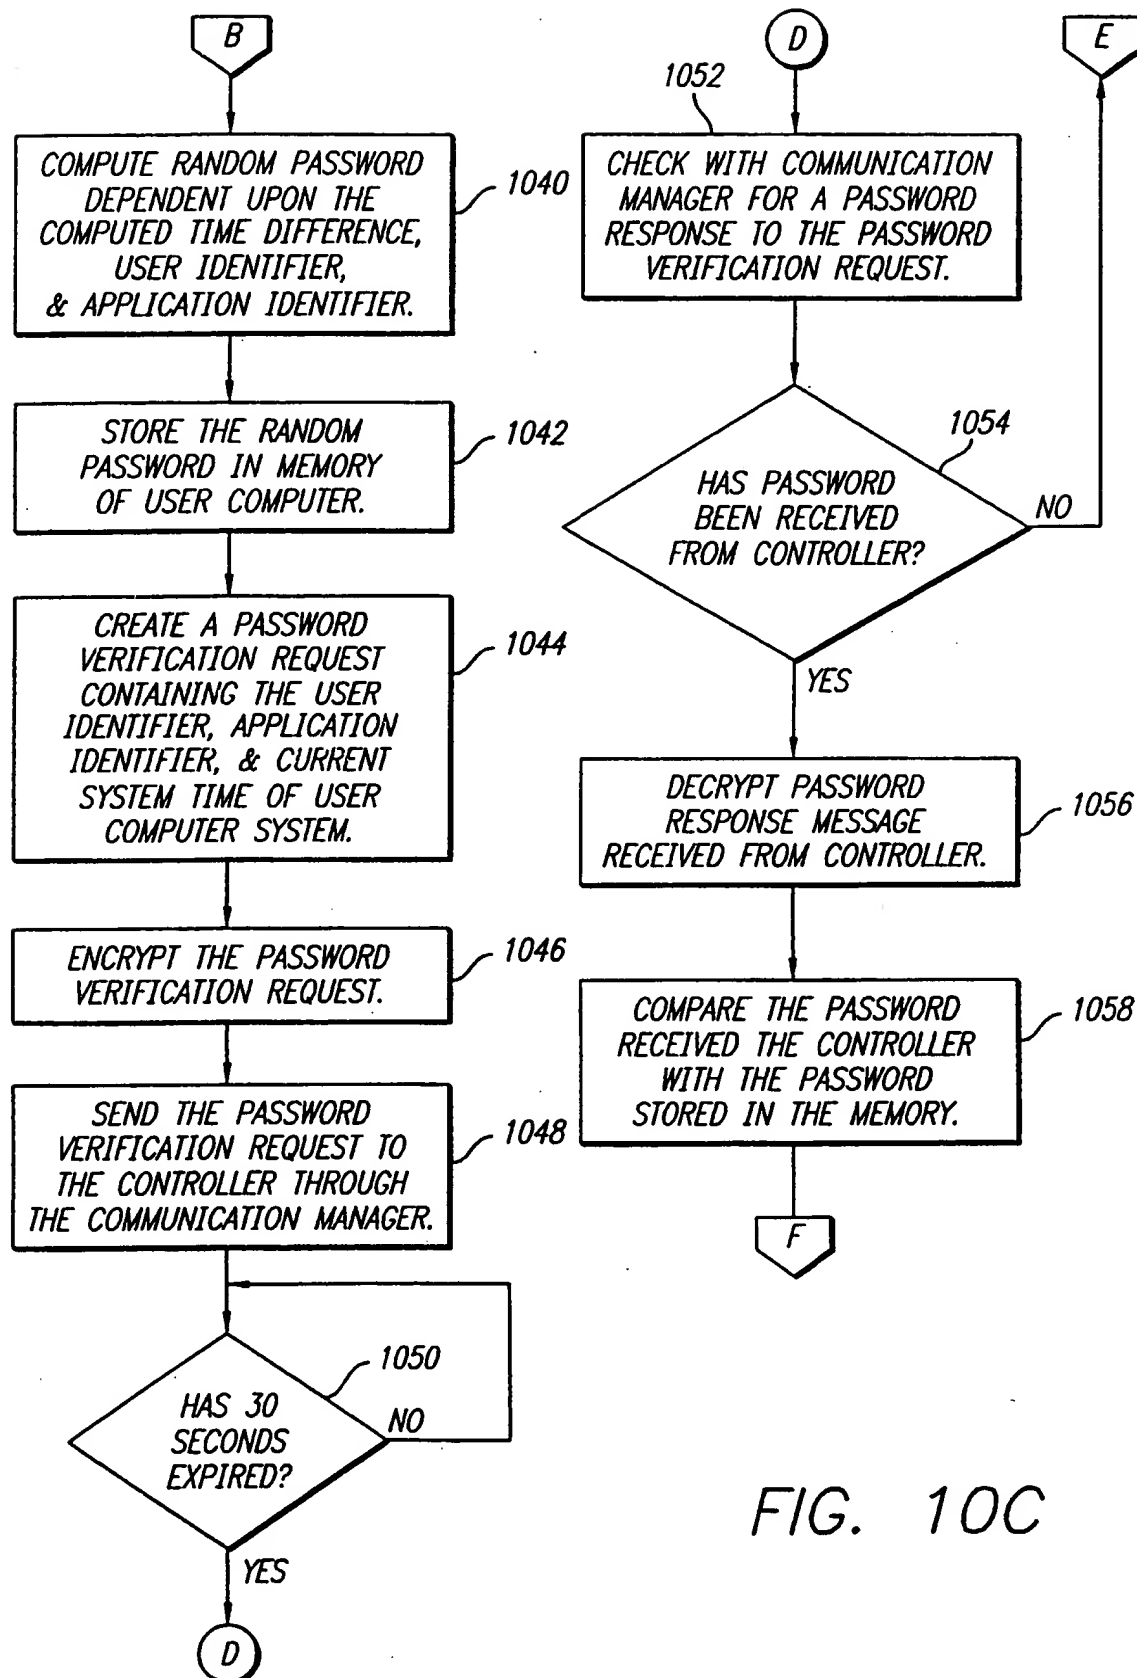 B
COMPUTE RANDOM PASSWORD
DEPENDENT UPON THE
COMPUTED TIME DIFFERENCE,
USER IDENTIFIER,
& APPLICATION IDENTIFIER.
1040
STORE THE RANDOM
PASSWORD IN MEMORY
OF USER COMPUTER.
1042
CREATE A PASSWORD
VERIFICATION REQUEST
CONTAINING THE USER
IDENTIFIER, APPLICATION
IDENTIFIER, & CURRENT
SYSTEM TIME OF USER
COMPUTER SYSTEM.
1044
ENCRYPT THE PASSWORD
VERIFICATION REQUEST.
1046
SEND THE PASSWORD
VERIFICATION REQUEST TO
THE CONTROLLER THROUGH
THE COMMUNICATION MANAGER.
1048
HAS 30
SECONDS
EXPIRED?
1050
NO
YES
D
D
1052
CHECK WITH COMMUNICATION
MANAGER FOR A PASSWORD
RESPONSE TO THE PASSWORD
VERIFICATION REQUEST.
E
HAS PASSWORD
BEEN RECEIVED
FROM CONTROLLER?
1054
NO
YES
DECRYPT PASSWORD
RESPONSE MESSAGE
RECEIVED FROM CONTROLLER.
1056
COMPARE THE PASSWORD
RECEIVED THE CONTROLLER
WITH THE PASSWORD
STORED IN THE MEMORY.
1058
F
FIG. 10C